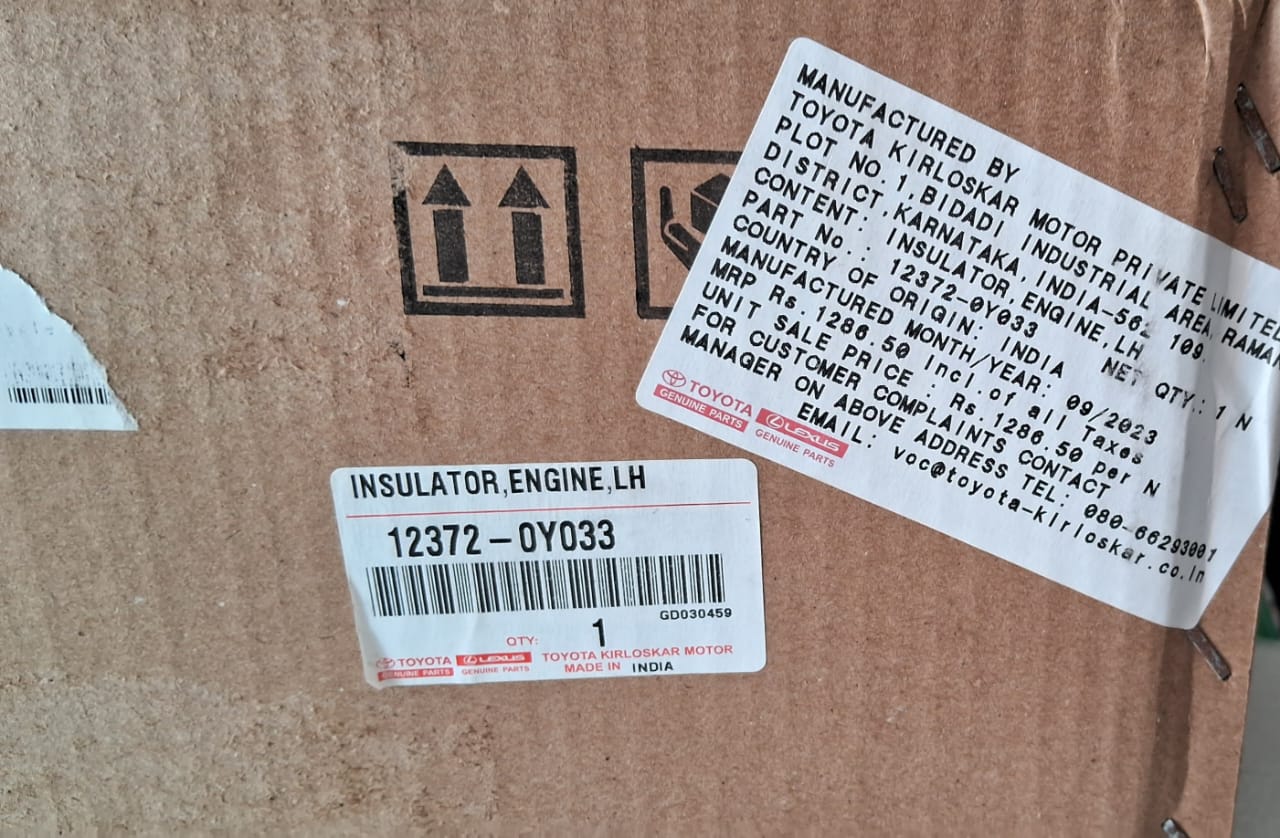 MANUFACTURED BY
TOYOTA KIRLOSKAR MOTOR PRIVATE LIMITED
PLOT NO.1,BIDADI INDUSTRIAL AREA,
DISTRICT,KARNATAKA,INDIA-562 109.
CONTENT: INSULATOR,ENGINE,LH
PART No.: 12372-0Y033 NET QTY.: 1 N
COUNTRY OF ORIGIN: INDIA
MANUFACTURED MONTH/YEAR: 09/2023
MRP Rs.1286.50 Incl.of all Taxes
UNIT SALE PRICE : Rs.1286.50 Per N
FOR CUSTOMER COMPLAINTS CONTACT
MANAGER ON ABOVE ADDRESS TEL: 080-66293001
EMAIL: voc@toyota-kirloskar.co.in
TOYOTA
GENUINE PARTS
LEXUS
GENUINE PARTS
INSULATOR,ENGINE,LH
12372-0Y033
GD030459
QTY: 1
TOYOTA
GENUINE PARTS
LEXUS
GENUINE PARTS
TOYOTA KIRLOSKAR MOTOR
MADE IN INDIA